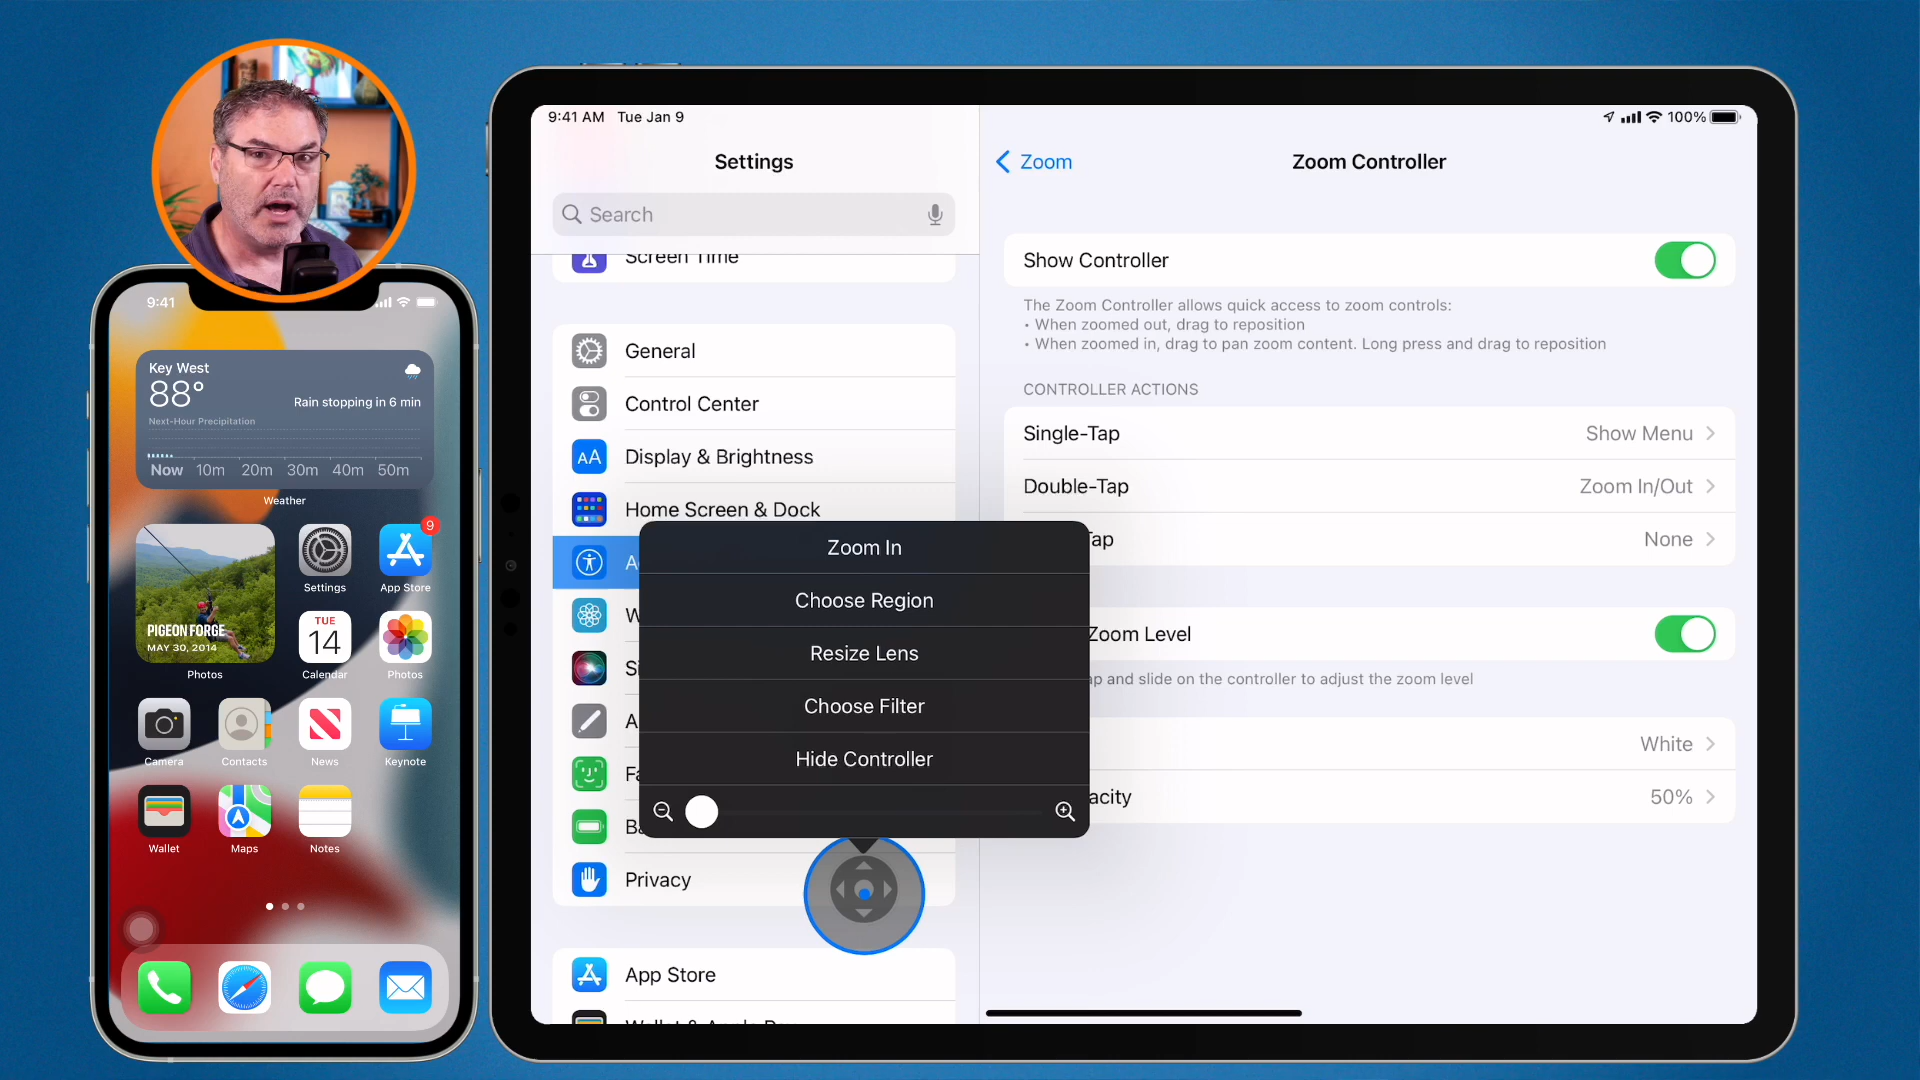 9:41
Key West
88°
Rain stopping in 6 min
Next-Hour Precipitation
Now 10m 20m 30m 40m 50m
Weather
PIGEON FORGE
MAY 30, 2014
Photos
Settings
9
App Store
TUE
14
Calendar
Photos
Camera
Contacts
News
Keynote
Wallet
Maps
Notes
9:41 AM Tue Jan 9
100%
Settings
Search
Screen Time
General
Control Center
AA
Display & Brightness
Home Screen & Dock
A
W
Si
A
Fa
Ba
Privacy
App Store
Zoom
Zoom Controller
Show Controller
The Zoom Controller allows quick access to zoom controls:
• When zoomed out, drag to reposition
• When zoomed in, drag to pan zoom content. Long press and drag to reposition
CONTROLLER ACTIONS
Single-Tap Show Menu
Double-Tap Zoom In/Out
ap None
Zoom Level
p and slide on the controller to adjust the zoom level
White
acity 50%
Zoom In
Choose Region
Resize Lens
Choose Filter
Hide Controller